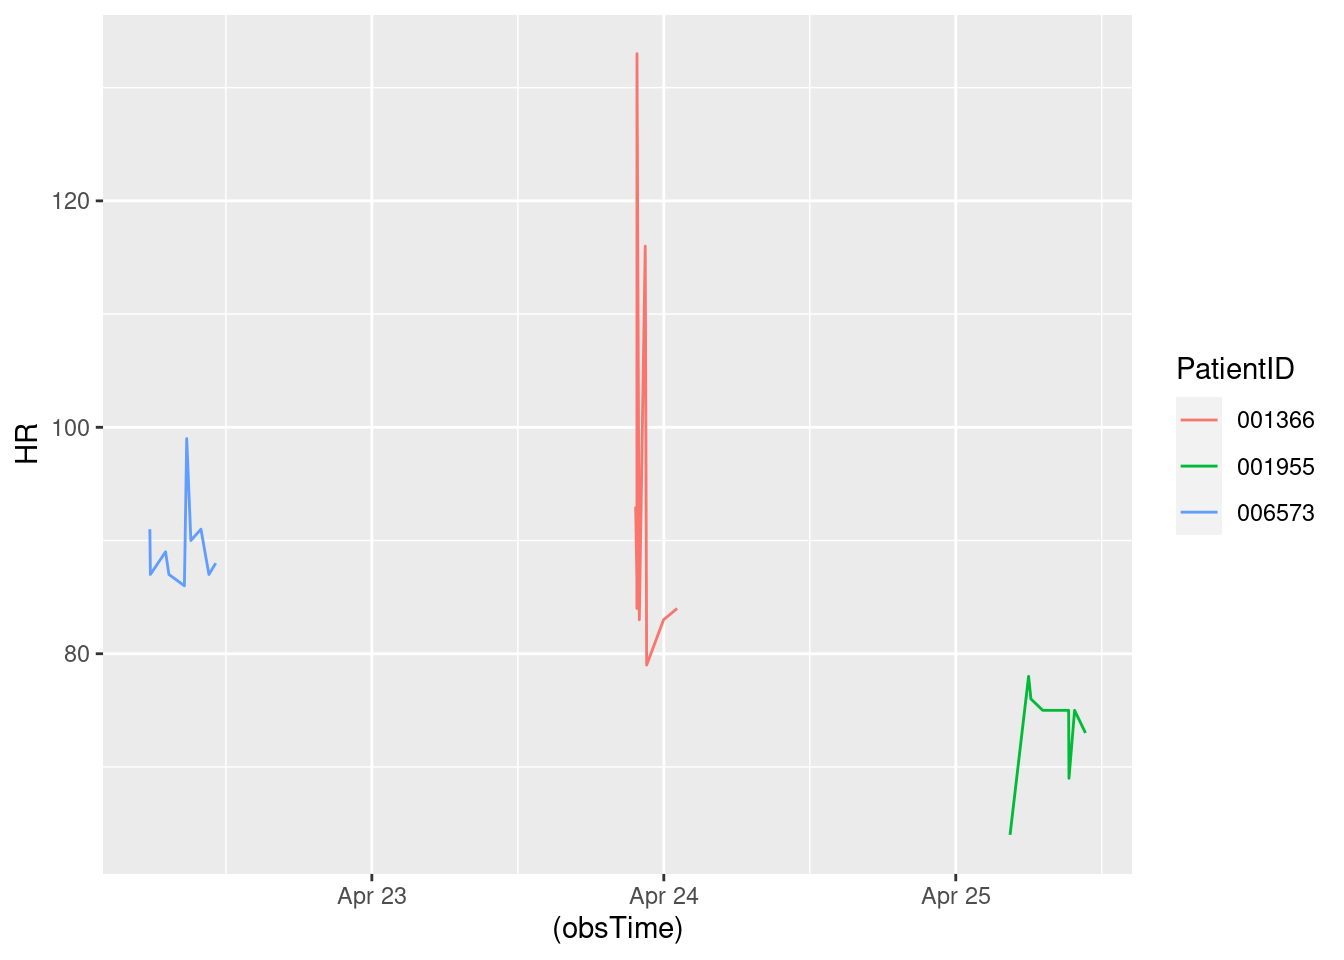 120
100
80
HR
Apr 23
Apr 24
Apr 25
(obsTime)
PatientID
001366
001955
006573